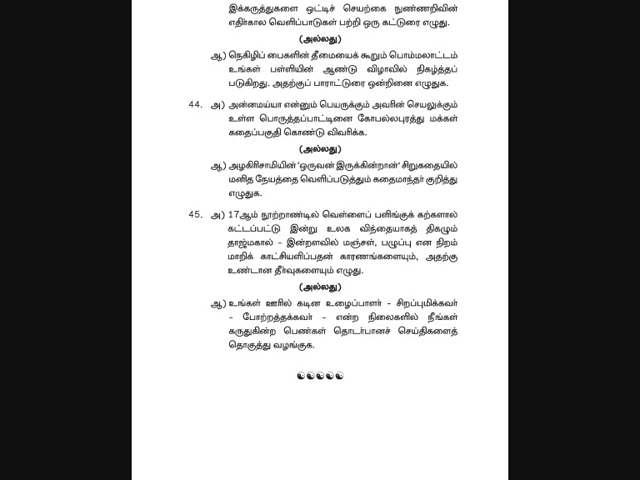 இக்கருத்துகளை ஒட்டிச் செயற்கை நுண்ணறிவின்
எதிர்கால வெளிப்பாடுகள் பற்றி ஒரு கட்டுரை எழுது.
(அல்லது)
ஆ) நெகிழிப் பைகளின் தீமையைக் கூறும் பொம்மலாட்டம்
உங்கள் பள்ளியின் ஆண்டு விழாவில் நிகழ்த்தப்
படுகிறது. அதற்குப் பாராட்டுரை ஒன்றினை எழுதுக.
44. அ) அன்னமய்யா என்னும் பெயருக்கும் அவரின் செயலுக்கும்
உள்ள பொருத்தப்பாட்டினை கோபல்லபுரத்து மக்கள்
கதைப்பகுதி கொண்டு விவரிக்க.
(அல்லது)
ஆ) அழகிரிசாமியின் 'ஒருவன் இருக்கின்றான்' சிறுகதையில்
மனித நேயத்தை வெளிப்படுத்தும் கதைமாந்தர் குறித்து
எழுதுக.
45. அ) 17ஆம் நூற்றாண்டில் வெள்ளைப் பளிங்குக் கற்களால்
கட்டப்பட்டு இன்று உலக விந்தையாகத் திகழும்
தாஜ்மகால் – இன்றளவில் மஞ்சள், பழுப்பு என நிறம்
மாறிக் காட்சியளிப்பதன் காரணங்களையும், அதற்கு
உண்டான தீர்வுகளையும் எழுது.
(அல்லது)
ஆ) உங்கள் ஊரில் கடின உழைப்பாளர் – சிறப்புமிக்கவர்
– போற்றத்தக்கவர் – என்ற நிலைகளில் நீங்கள்
கருதுகின்ற பெண்கள் தொடர்பானச் செய்திகளைத்
தொகுத்து வழங்குக.